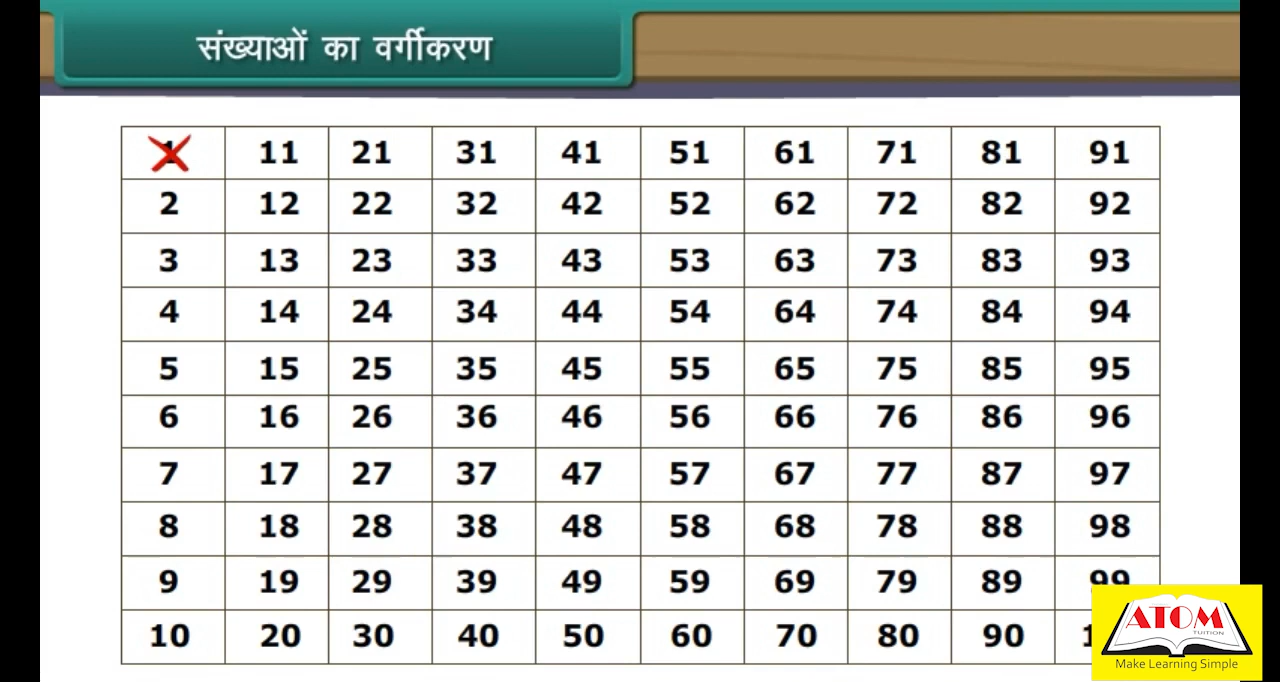 संख्याओं का वर्गीकरण
1 11 21 31 41 51 61 71 81 91
2 12 22 32 42 52 62 72 82 92
3 13 23 33 43 53 63 73 83 93
4 14 24 34 44 54 64 74 84 94
5 15 25 35 45 55 65 75 85 95
6 16 26 36 46 56 66 76 86 96
7 17 27 37 47 57 67 77 87 97
8 18 28 38 48 58 68 78 88 98
9 19 29 39 49 59 69 79 89 99
10 20 30 40 50 60 70 80 90
ATOM
TUITION
Make Learning Simple